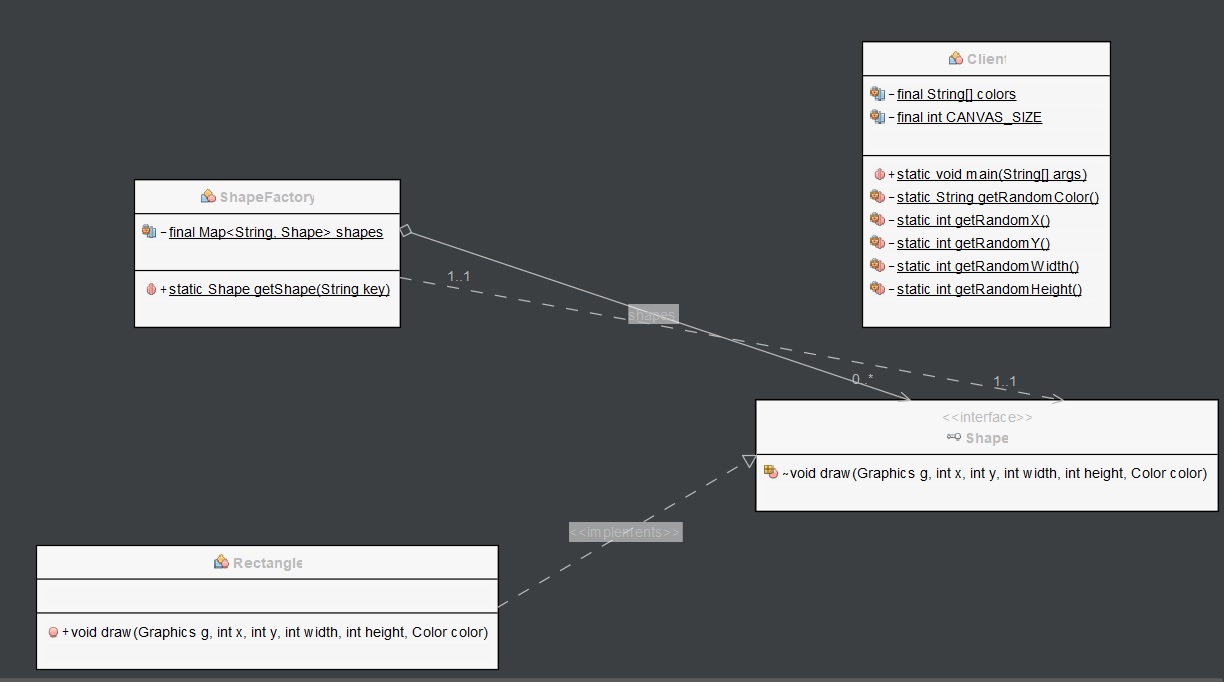 Client
- final String[] colors
- final int CANVAS_SIZE
+ static void main(String[] args)
- static String getRandomColor()
- static int getRandomX()
- static int getRandomY()
- static int getRandomWidth()
- static int getRandomHeight()
ShapeFactory
- final Map<String, Shape> shapes
+ static Shape getShape(String key)
1..1
shapes
0..*
1..1
<<interface>>
Shape
~void draw(Graphics g, int x, int y, int width, int height, Color color)
<<implements>>
Rectangle
+void draw(Graphics g, int x, int y, int width, int height, Color color)